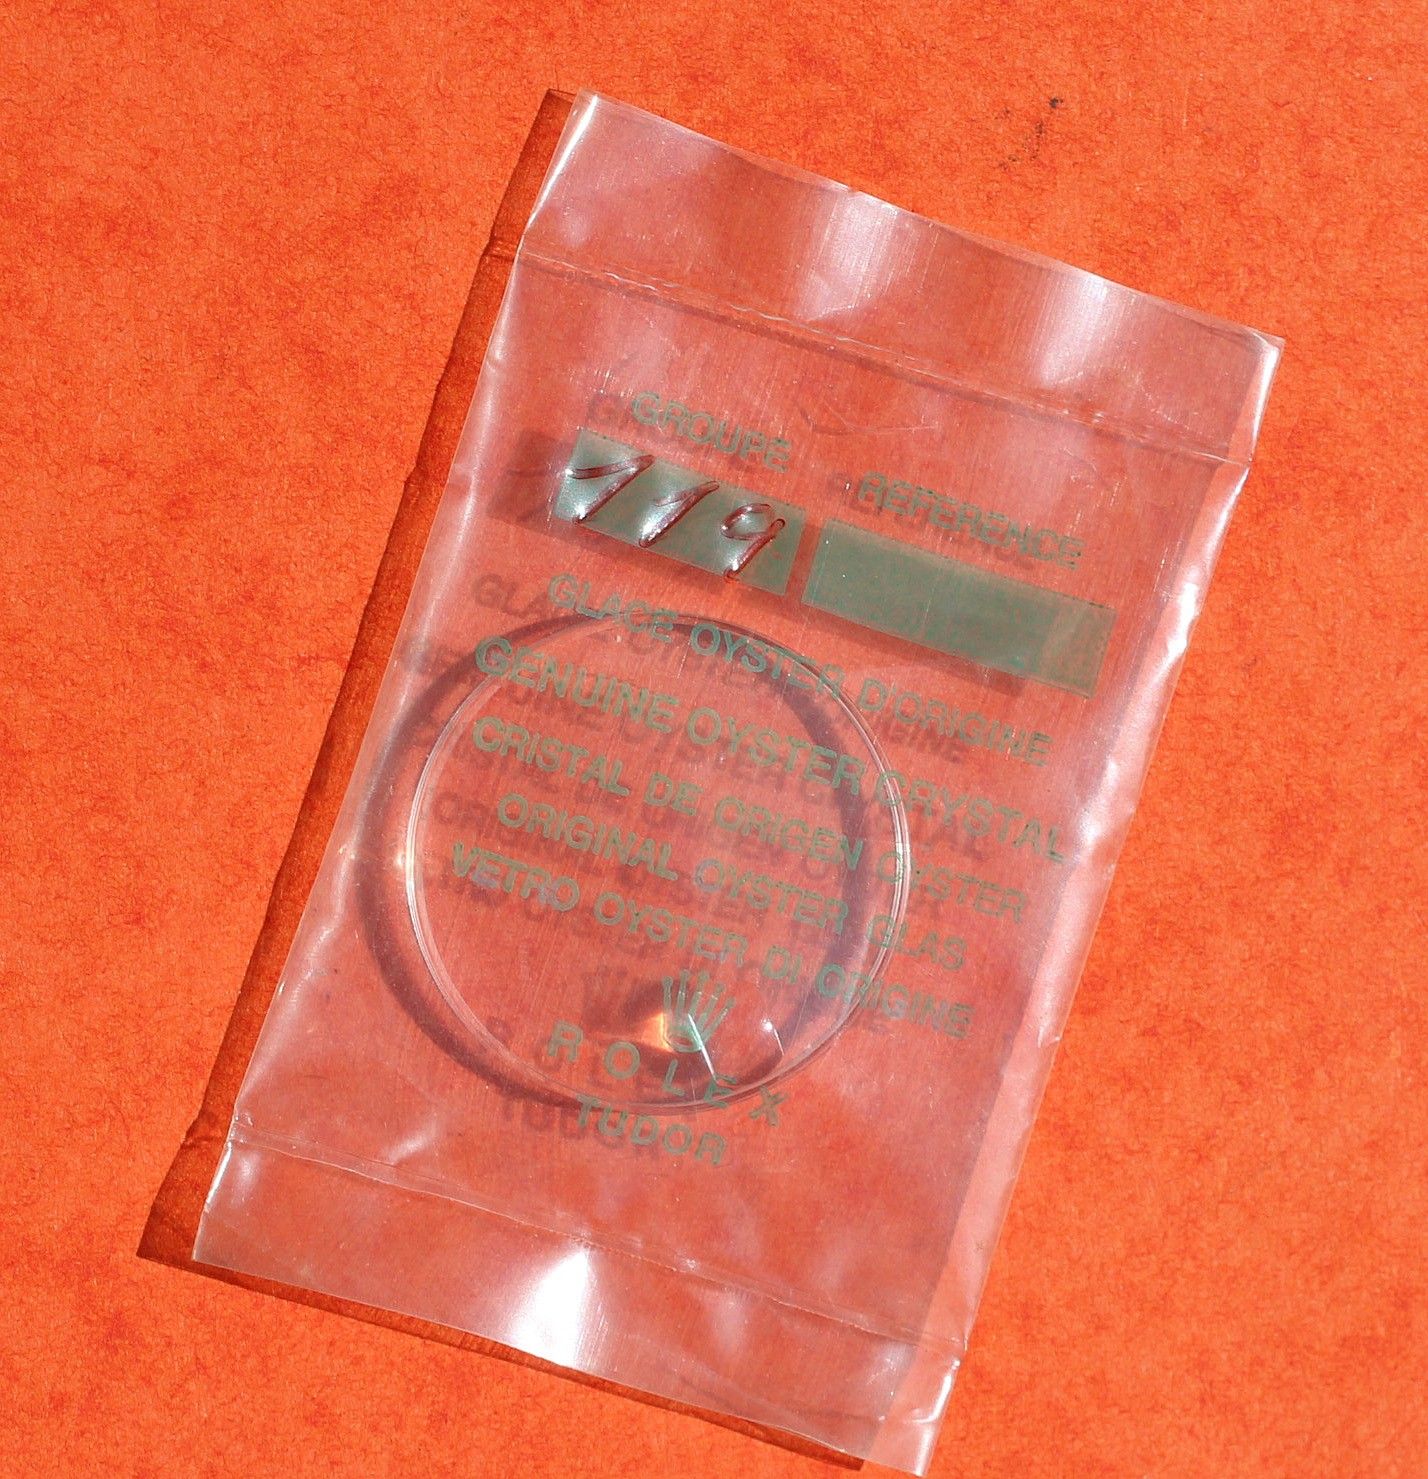 GROUPE REFERENCE
119
GLACE OYSTER D'ORIGINE
GENUINE OYSTER CRYSTAL
CRISTAL DE ORIGEN OYSTER
ORIGINAL OYSTER GLAS
VETRO OYSTER DI ORIGINE
ROLEX
TUDOR